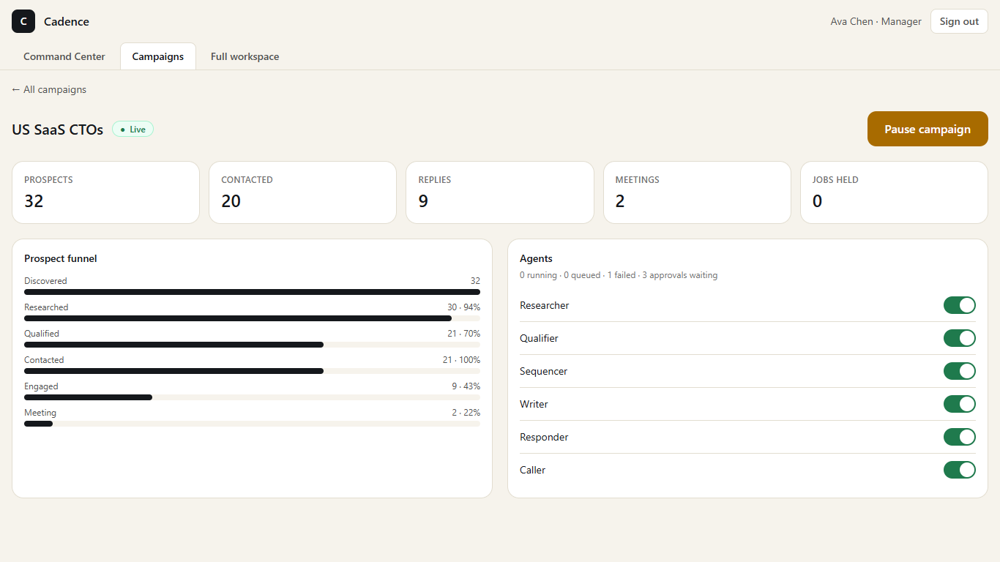 C Cadence
Ava Chen · Manager
Sign out
Command Center
Campaigns
Full workspace
← All campaigns
US SaaS CTOs
● Live
Pause campaign
PROSPECTS
32
CONTACTED
20
REPLIES
9
MEETINGS
2
JOBS HELD
0
Prospect funnel
Discovered 32
Researched 30 · 94%
Qualified 21 · 70%
Contacted 21 · 100%
Engaged 9 · 43%
Meeting 2 · 22%
Agents
0 running · 0 queued · 1 failed · 3 approvals waiting
Researcher
Qualifier
Sequencer
Writer
Responder
Caller